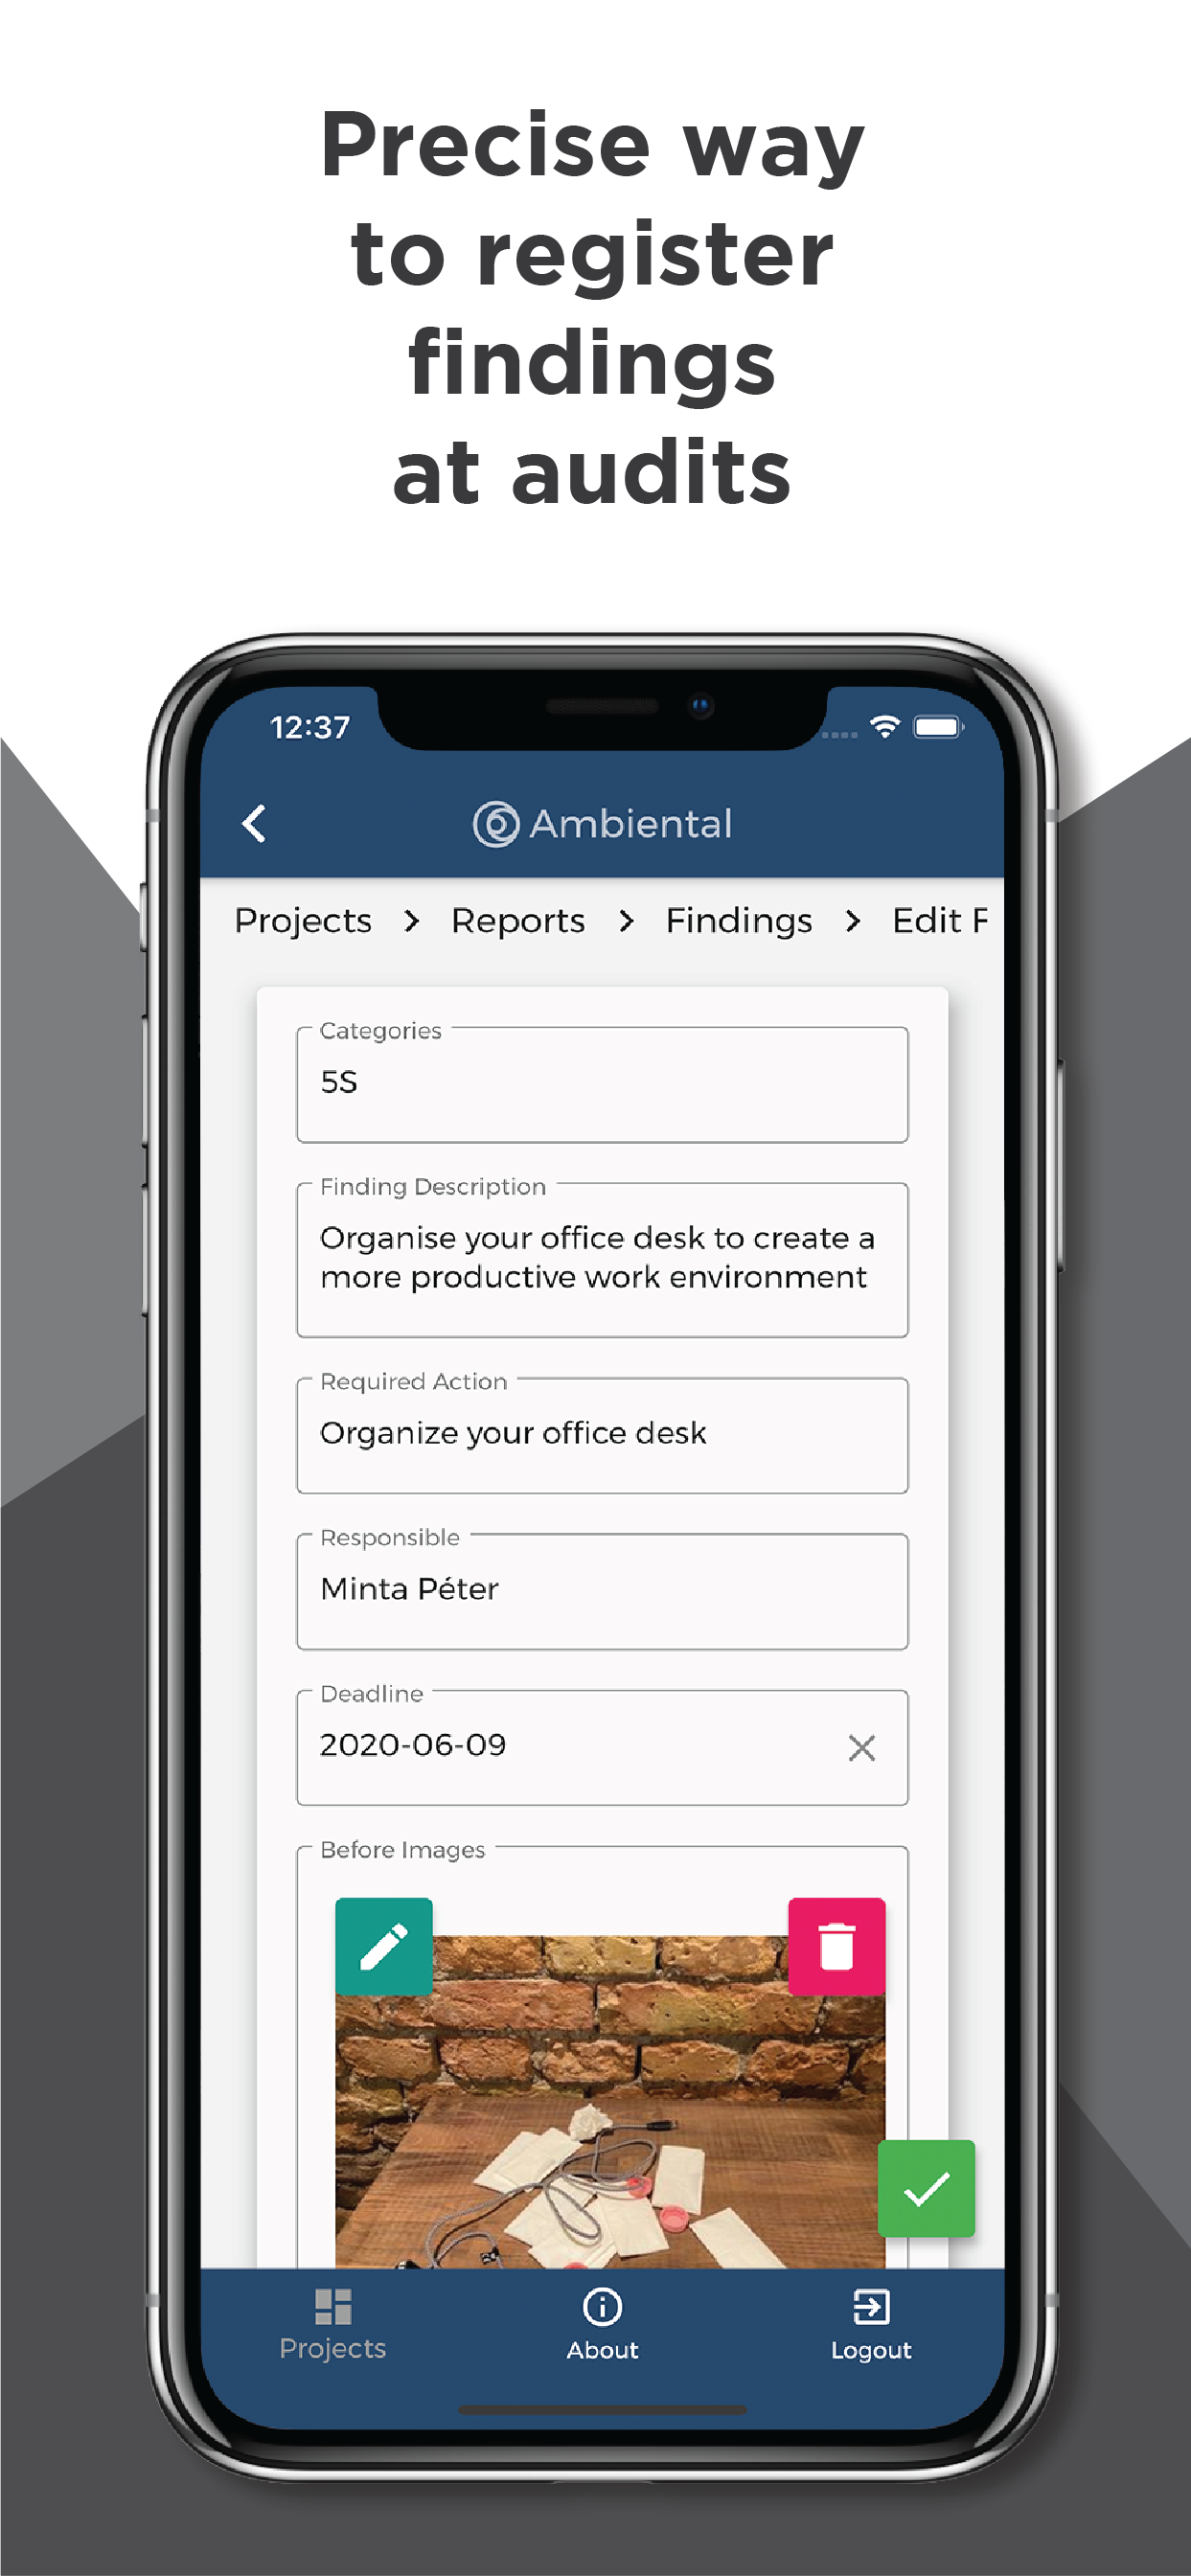 Precise way
to register
findings
at audits
12:37
Ambiental
Projects > Reports > Findings > Edit F
Categories
5S
Finding Description
Organise your office desk to create a
more productive work environment
Required Action
Organize your office desk
Responsible
Minta Péter
Deadline
2020-06-09
Before Images
Projects
About
Logout